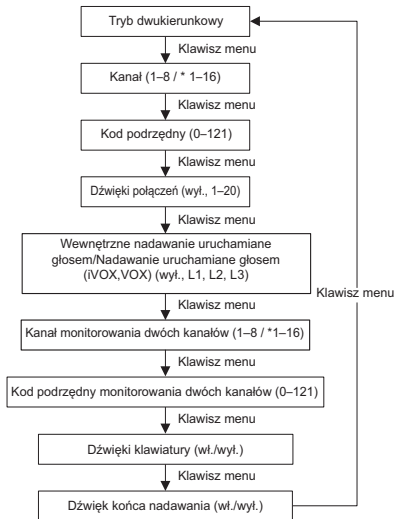 Tryb dwukierunkowy
Klawisz menu
Kanał (1–8 / * 1–16)
Klawisz menu
Kod podrzędny (0–121)
Klawisz menu
Dźwięki połączeń (wył., 1–20)
Klawisz menu
Wewnętrzne nadawanie uruchamiane
głosem/Nadawanie uruchamiane głosem
(iVOX,VOX) (wył., L1, L2, L3)
Klawisz menu
Klawisz menu
Kanał monitorowania dwóch kanałów (1–8 / *1–16)
Klawisz menu
Kod podrzędny monitorowania dwóch kanałów (0–121)
Klawisz menu
Dźwięki klawiatury (wł./wył.)
Klawisz menu
Dźwięk końca nadawania (wł./wył.)